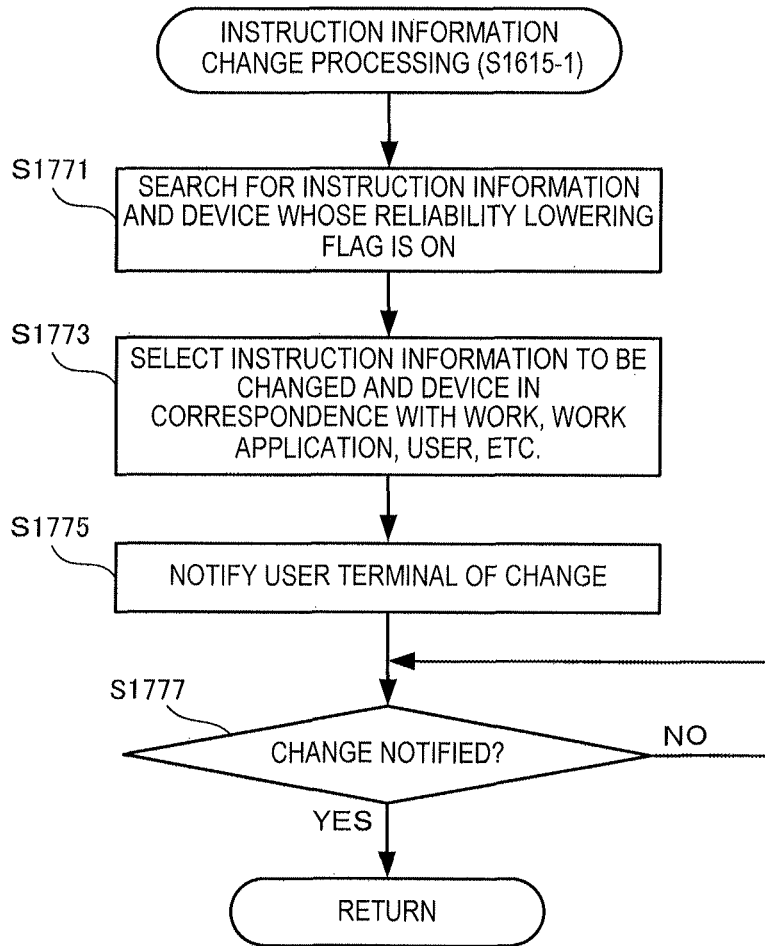 INSTRUCTION INFORMATION
CHANGE PROCESSING (S1615-1)
S1771
SEARCH FOR INSTRUCTION INFORMATION
AND DEVICE WHOSE RELIABILITY LOWERING
FLAG IS ON
S1773
SELECT INSTRUCTION INFORMATION TO BE
CHANGED AND DEVICE IN
CORRESPONDENCE WITH WORK, WORK
APPLICATION, USER, ETC.
S1775
NOTIFY USER TERMINAL OF CHANGE
S1777
CHANGE NOTIFIED?
NO
YES
RETURN